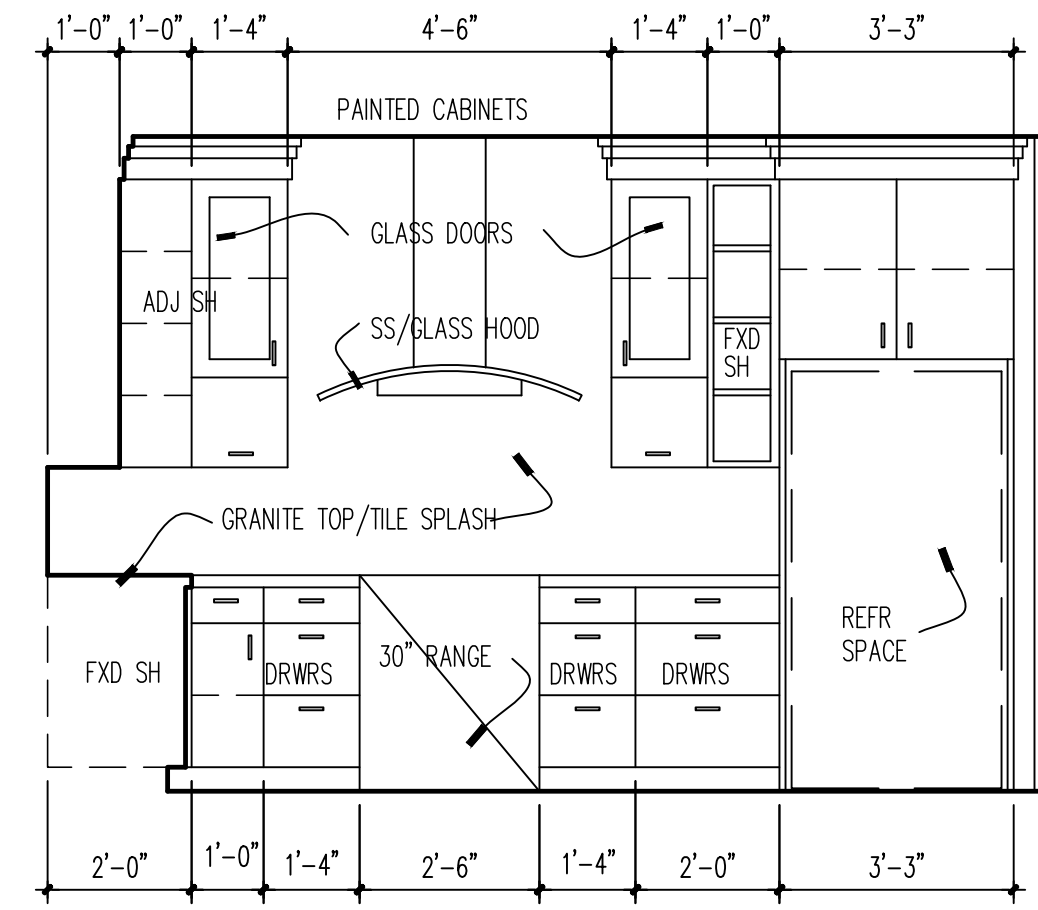 1'-0" 1'-0" 1'-4" 4'-6" 1'-4" 1'-0" 3'-3"
PAINTED CABINETS
GLASS DOORS
ADJ SH
SS/GLASS HOOD
FXD
SH
GRANITE TOP/TILE SPLASH
REFR
SPACE
30" RANGE
FXD SH
DRWRS
DRWRS
DRWRS
2'-0" 1'-0" 1'-4" 2'-6" 1'-4" 2'-0" 3'-3"